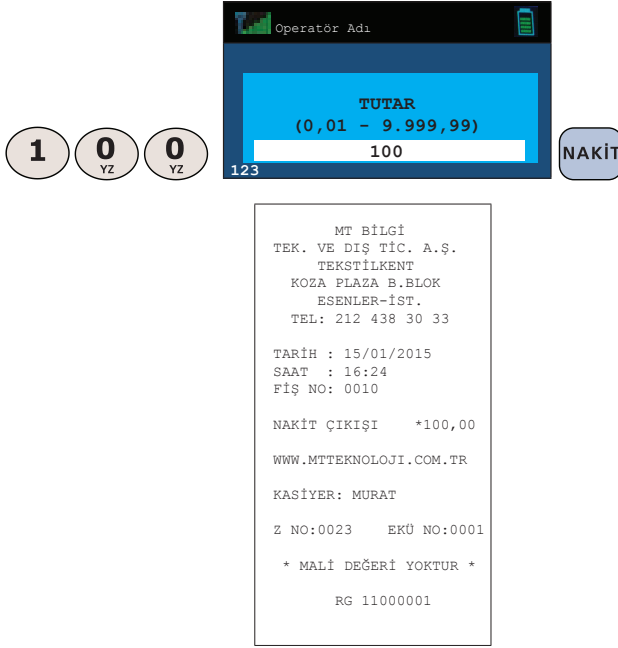 Operatör Adı
TUTAR
(0,01 - 9.999,99)
100
123
1
0
YZ
0
YZ
NAKİT
MT BİLGİ
TEK. VE DIŞ TİC. A.Ş.
TEKSTİLKENT
KOZA PLAZA B.BLOK
ESENLER-İST.
TEL: 212 438 30 33
TARİH : 15/01/2015
SAAT : 16:24
FİŞ NO: 0010
NAKİT ÇIKIŞI *100,00
WWW.MTTEKNOLOJI.COM.TR
KASİYER: MURAT
Z NO:0023 EKÜ NO:0001
* MALİ DEĞERİ YOKTUR *
RG 11000001